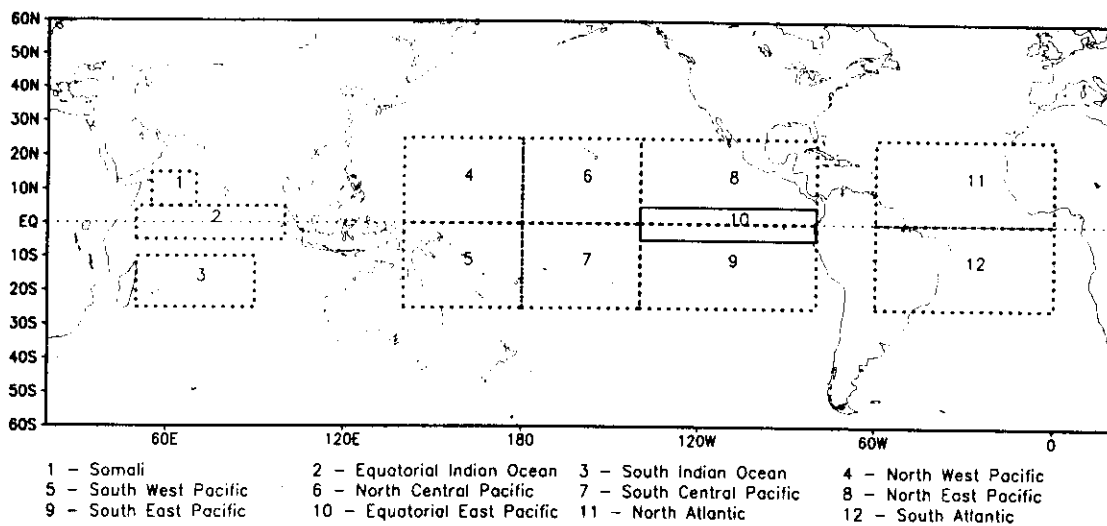 60N
50N
40N
30N
20N
10N
EQ
10S
20S
30S
40S
50S
60S
1
2
3
4
5
6
7
8
9
10
11
12
60E 120E 180 120W 60W 0
1 – Somali 2 – Equatorial Indian Ocean 3 – South Indian Ocean 4 – North West Pacific
5 – South West Pacific 6 – North Central Pacific 7 – South Central Pacific 8 – North East Pacific
9 – South East Pacific 10 – Equatorial East Pacific 11 – North Atlantic 12 – South Atlantic